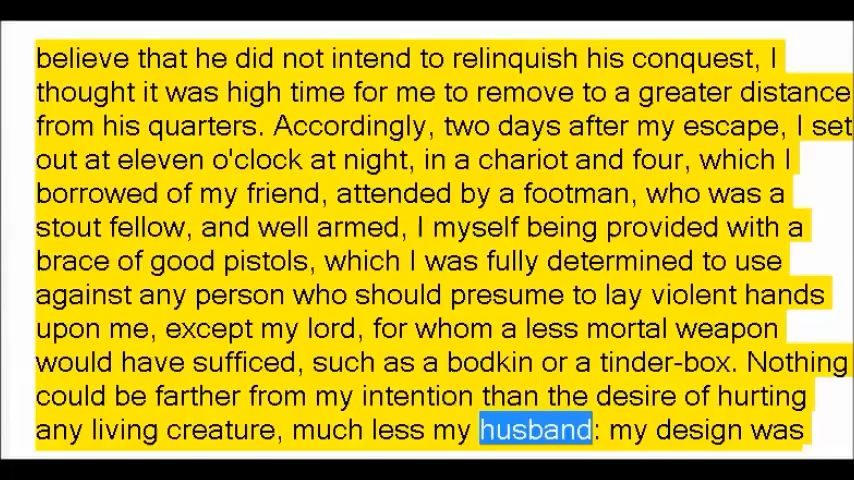 believe that he did not intend to relinquish his conquest, I
thought it was high time for me to remove to a greater distance
from his quarters. Accordingly, two days after my escape, I set
out at eleven o'clock at night, in a chariot and four, which I
borrowed of my friend, attended by a footman, who was a
stout fellow, and well armed, I myself being provided with a
brace of good pistols, which I was fully determined to use
against any person who should presume to lay violent hands
upon me, except my lord, for whom a less mortal weapon
would have sufficed, such as a bodkin or a tinder-box. Nothing
could be farther from my intention than the desire of hurting
any living creature, much less my husband: my design was